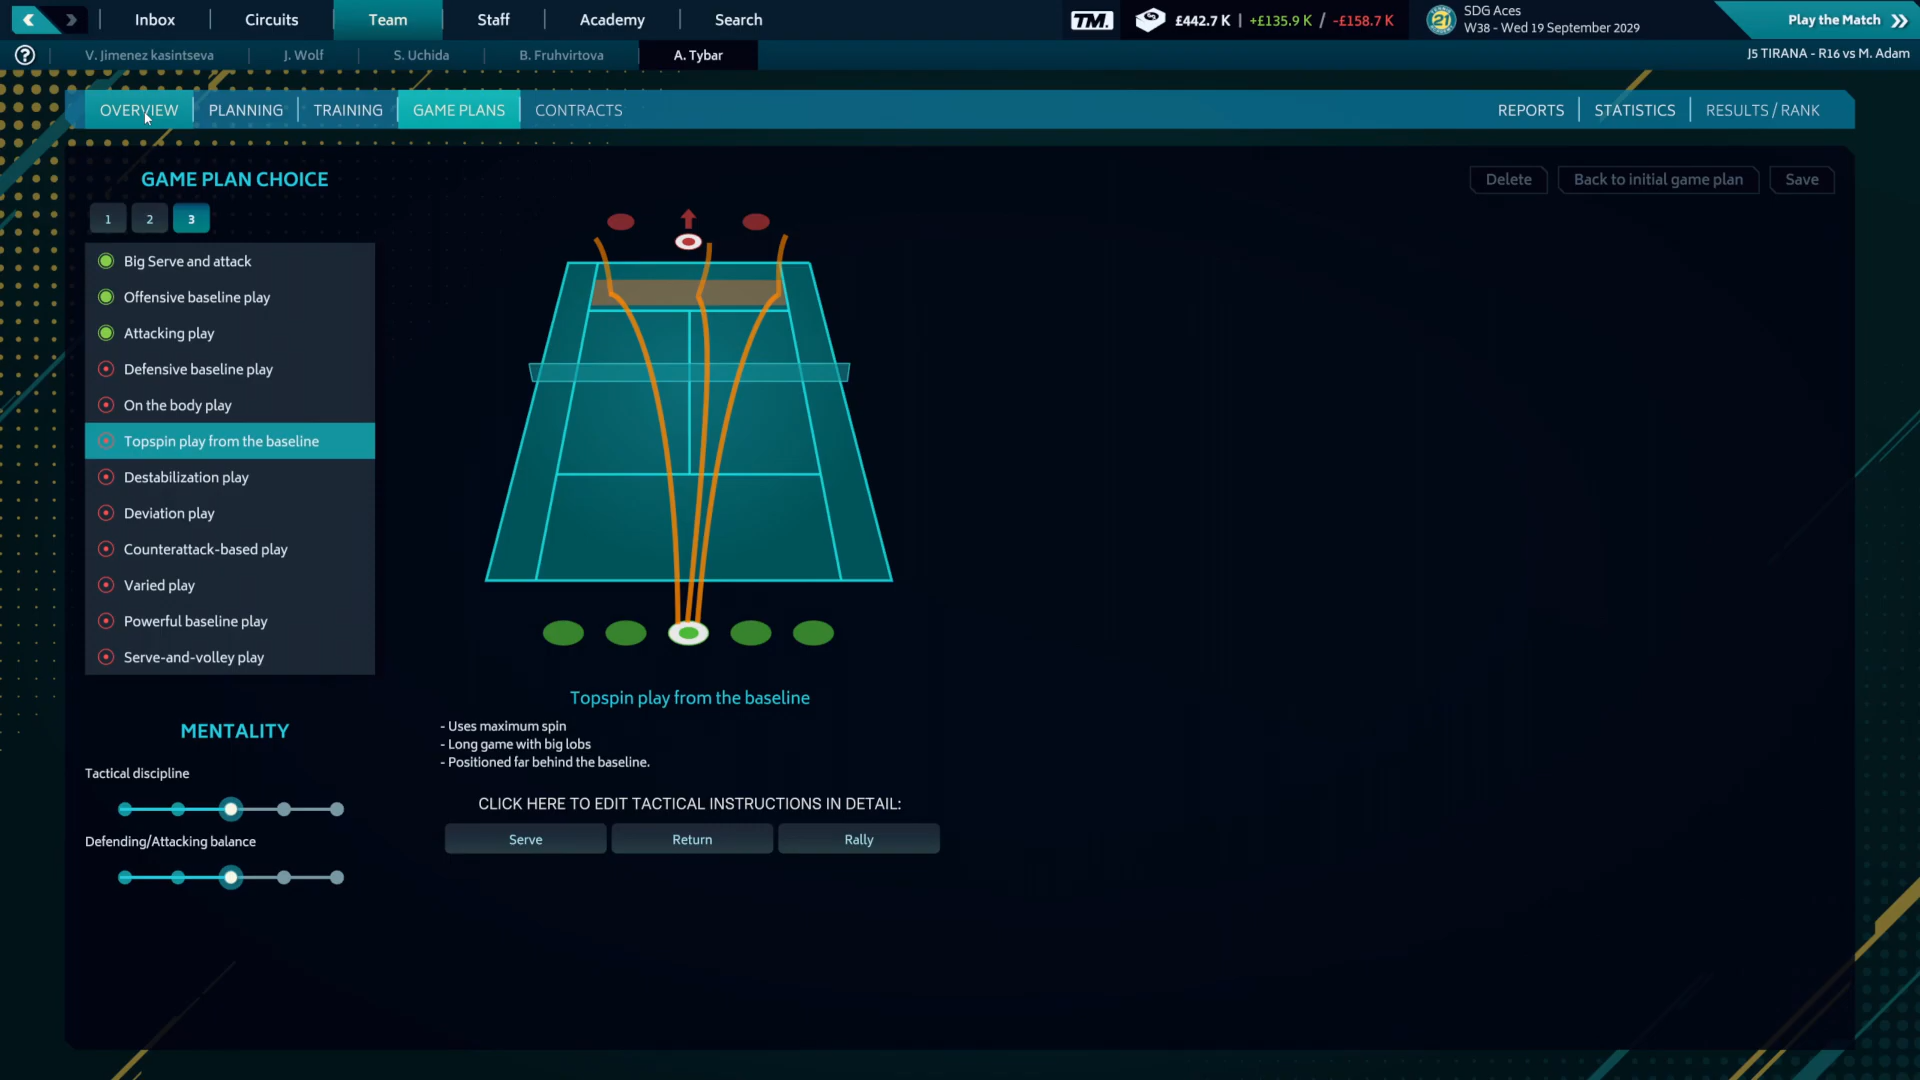 Inbox
Circuits
Team
Staff
Academy
Search
TM.
£442.7 K | +£135.9 K / -£158.7 K
21
SDG Aces
W38 - Wed 19 September 2029
Play the Match
?
V. Jimenez kasintseva
J. Wolf
S. Uchida
B. Fruhvirtova
A. Tybar
J5 TIRANA - R16 vs M. Adam
OVERVIEW
PLANNING
TRAINING
GAME PLANS
CONTRACTS
REPORTS
STATISTICS
RESULTS / RANK
GAME PLAN CHOICE
Delete
Back to initial game plan
Save
1
2
3
Big Serve and attack
Offensive baseline play
Attacking play
Defensive baseline play
On the body play
Topspin play from the baseline
Destabilization play
Deviation play
Counterattack-based play
Varied play
Powerful baseline play
Serve-and-volley play
Topspin play from the baseline
- Uses maximum spin
- Long game with big lobs
- Positioned far behind the baseline.
CLICK HERE TO EDIT TACTICAL INSTRUCTIONS IN DETAIL:
Serve
Return
Rally
MENTALITY
Tactical discipline
Defending/Attacking balance